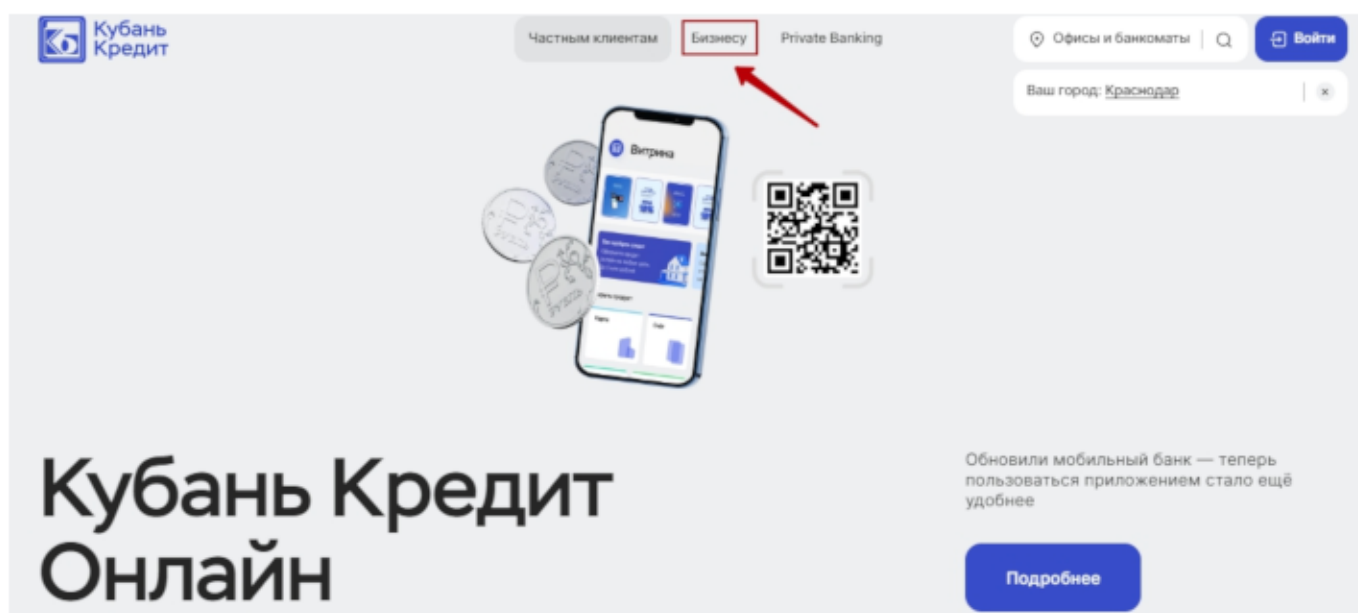 Кубань
Кредит
Частным клиентам
Бизнесу
Private Banking
Офисы и банкоматы
Войти
Ваш город: Краснодар
Витрина
Кубань Кредит
Онлайн
Обновили мобильный банк — теперь
пользоваться приложением стало ещё
удобнее
Подробнее